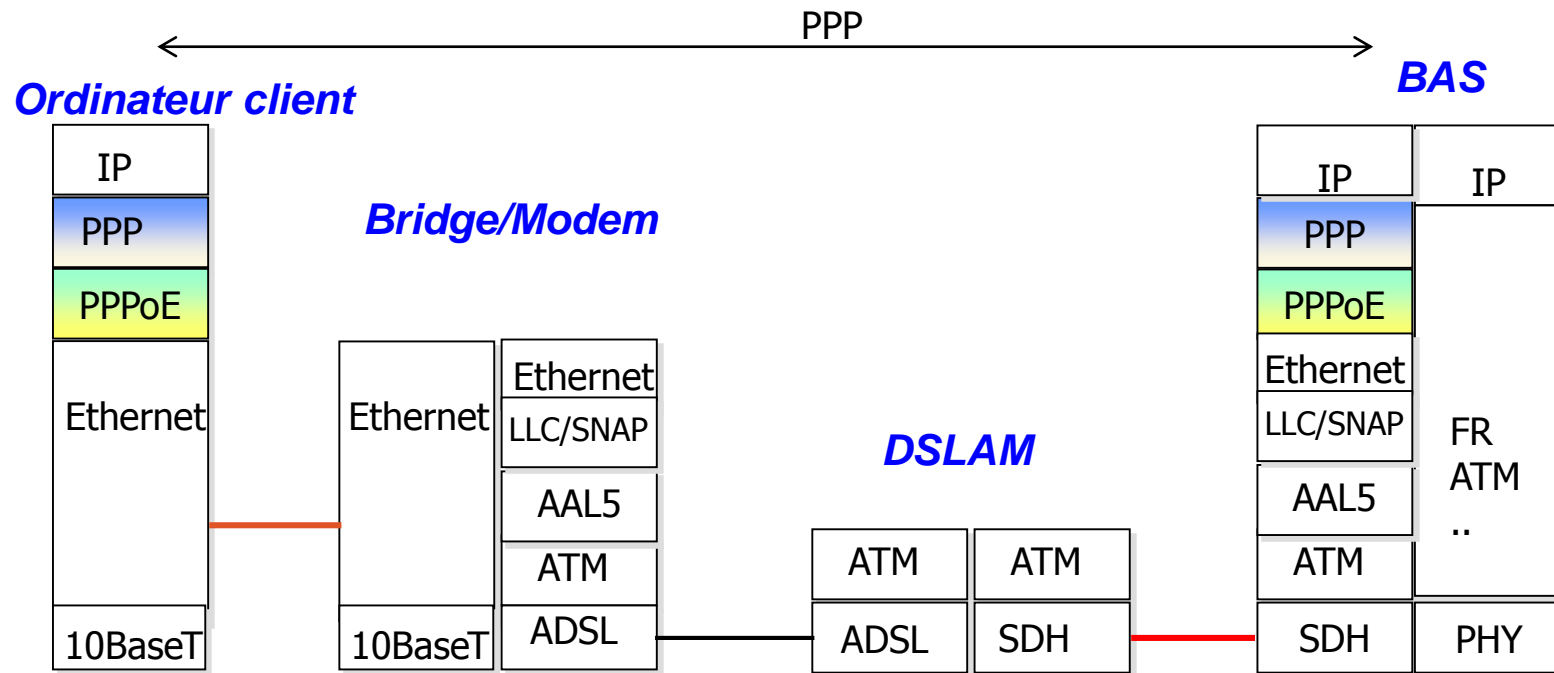 PPP
BAS
Ordinateur client
IP
PPP
PPPoE
Ethernet
10BaseT
Bridge/Modem
Ethernet
10BaseT
Ethernet
LLC/SNAP
AAL5
ATM
ADSL
DSLAM
ATM
ADSL
ATM
SDH
IP
PPP
PPPoE
Ethernet
LLC/SNAP
AAL5
ATM
SDH
IP
FR
ATM
..
PHY